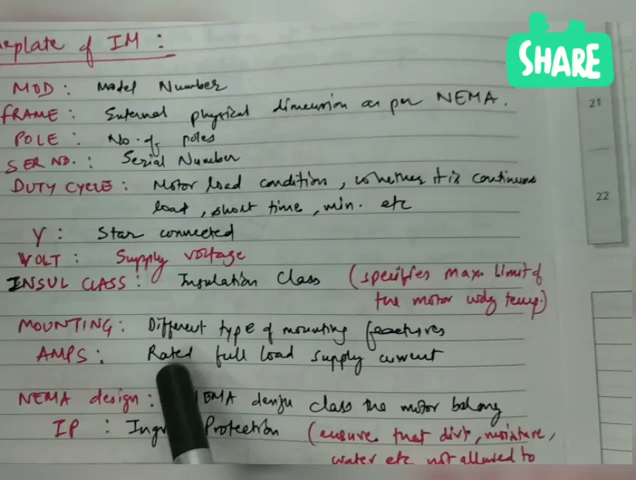 neplate of IM:
SHARE
MOD: Model Number
FRAME: External physical dimension as per NEMA.
POLE: No. of poles
SER NO.: Serial Number
DUTY CYCLE: Motor load condition, whether it is continuous
load, short time, min. etc
Y: Star connected
VOLT: Supply voltage
INSUL CLASS: Insulation Class (specifies max. limit of
the motor wdg temp.)
MOUNTING: Different type of mounting features
AMPS: Rated full load supply current
NEMA design: NEMA design class the motor belong
IP: Ingr Protection (ensure that dirt, moisture,
water etc not allowed to
21
22